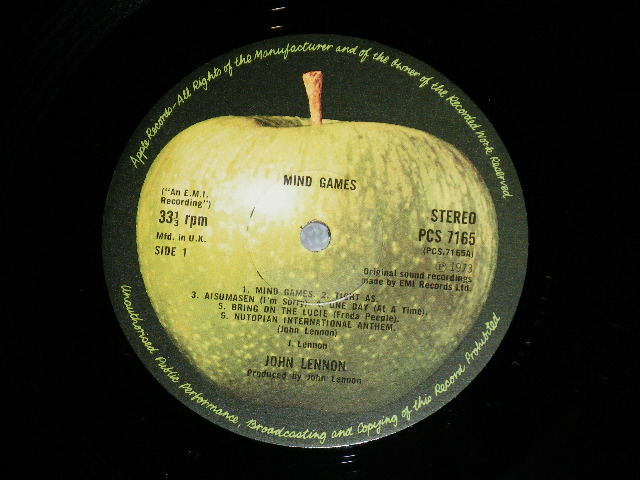 Apple Records-All Rights of the Manufacturer and of the Owner of the Recorded Work Reserved
MIND GAMES
("An E.M.I.
Recording")
33⅓ rpm
Mfd. in U.K.
SIDE 1
STEREO
PCS 7165
(PCS.7165A)
℗ 1973
Original sound recordings
made by EMI Records Ltd.
1. MIND GAMES. 2. TIGHT AS.
3. AISUMASEN (I'm Sorry). 4. ONE DAY (At A Time).
5. BRING ON THE LUCIE (Freda People).
6. NUTOPIAN INTERNATIONAL ANTHEM.
(John Lennon)
J. Lennon
JOHN LENNON
Produced by John Lennon
Unauthorised Public Performance, Broadcasting and Copying of this Record Prohibited